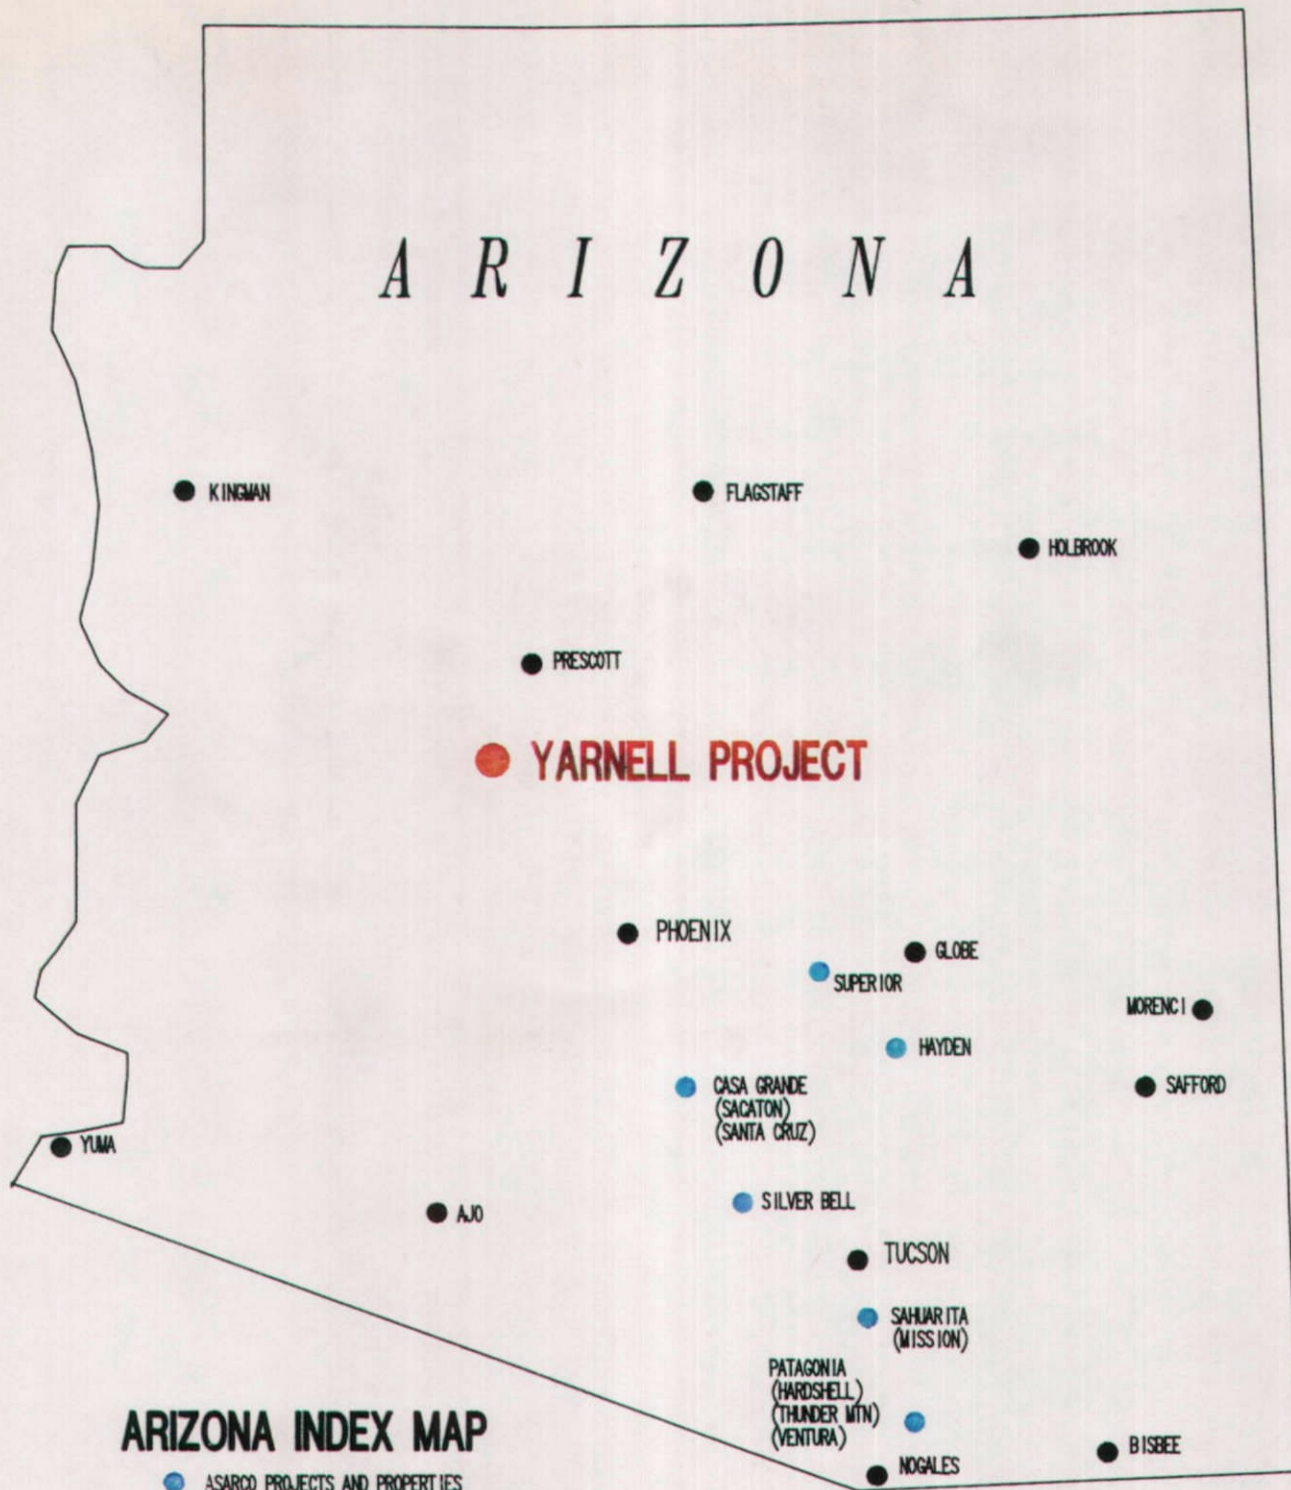 ARIZONA
KINGMAN
FLAGSTAFF
HOLBROOK
PRESCOTT
YARNELL PROJECT
PHOENIX
GLOBE
SUPERIOR
MORENCI
HAYDEN
CASA GRANDE
(SACATON)
(SANTA CRUZ)
SAFFORD
YUMA
SILVER BELL
AJO
TUCSON
SAHUARITA
(MISSION)
PATAGONIA
(HARDSHELL)
(THUNDER MTN)
(VENTURA)
BISBEE
NOGALES
ARIZONA INDEX MAP
ASARCO PROJECTS AND PROPERTIES